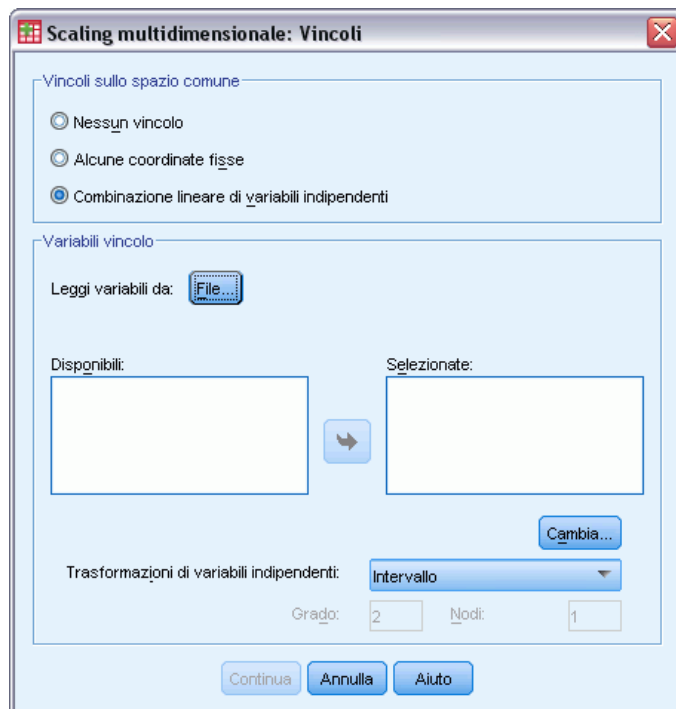 Scaling multidimensionale: Vincoli
Vincoli sullo spazio comune
Nessun vincolo
Alcune coordinate fisse
Combinazione lineare di variabili indipendenti
Variabili vincolo
Leggi variabili da: File...
Disponibili: Selezionate:
Cambia...
Trasformazioni di variabili indipendenti: Intervallo
Grado: 2 Nodi: 1
Continua Annulla Aiuto